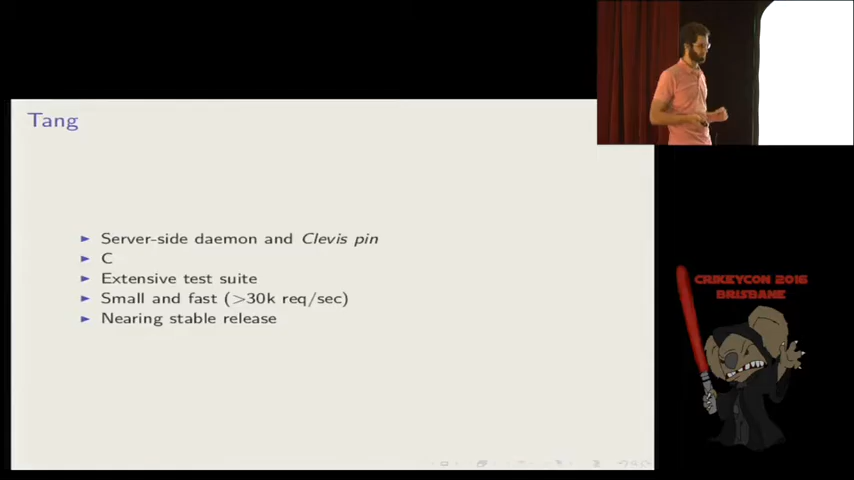 Tang
Server-side daemon and Clevis pin
C
Extensive test suite
Small and fast (>30k req/sec)
Nearing stable release
CRIKEYCON 2016
BRISBANE